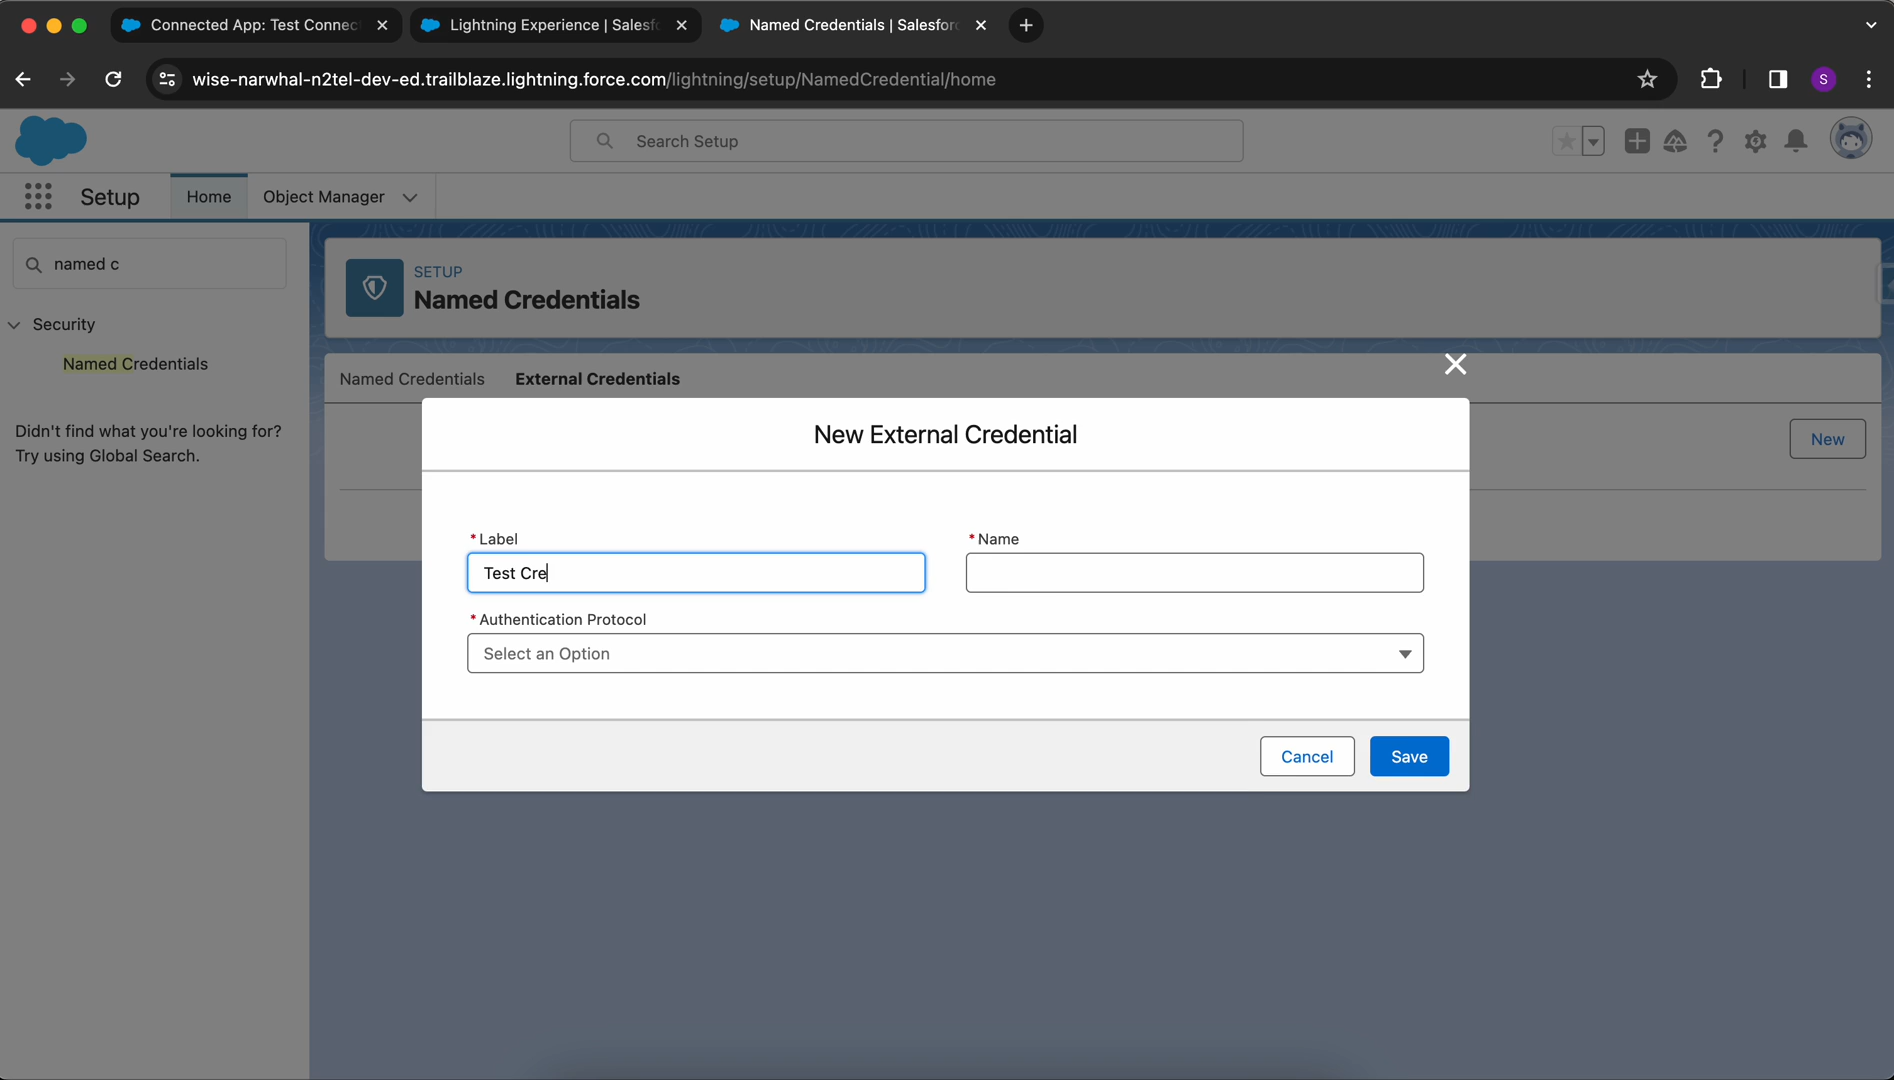 Connected App: Test Connec
Lightning Experience | Salesfo
Named Credentials | Salesforc
wise-narwhal-n2tel-dev-ed.trailblaze.lightning.force.com/lightning/setup/NamedCredential/home
S
Search Setup
Setup
Home
Object Manager
named c
Security
Named Credentials
Didn't find what you're looking for?
Try using Global Search.
SETUP
Named Credentials
Named Credentials
External Credentials
New
New External Credential
*Label
*Name
Test Cre
*Authentication Protocol
Select an Option
Cancel
Save